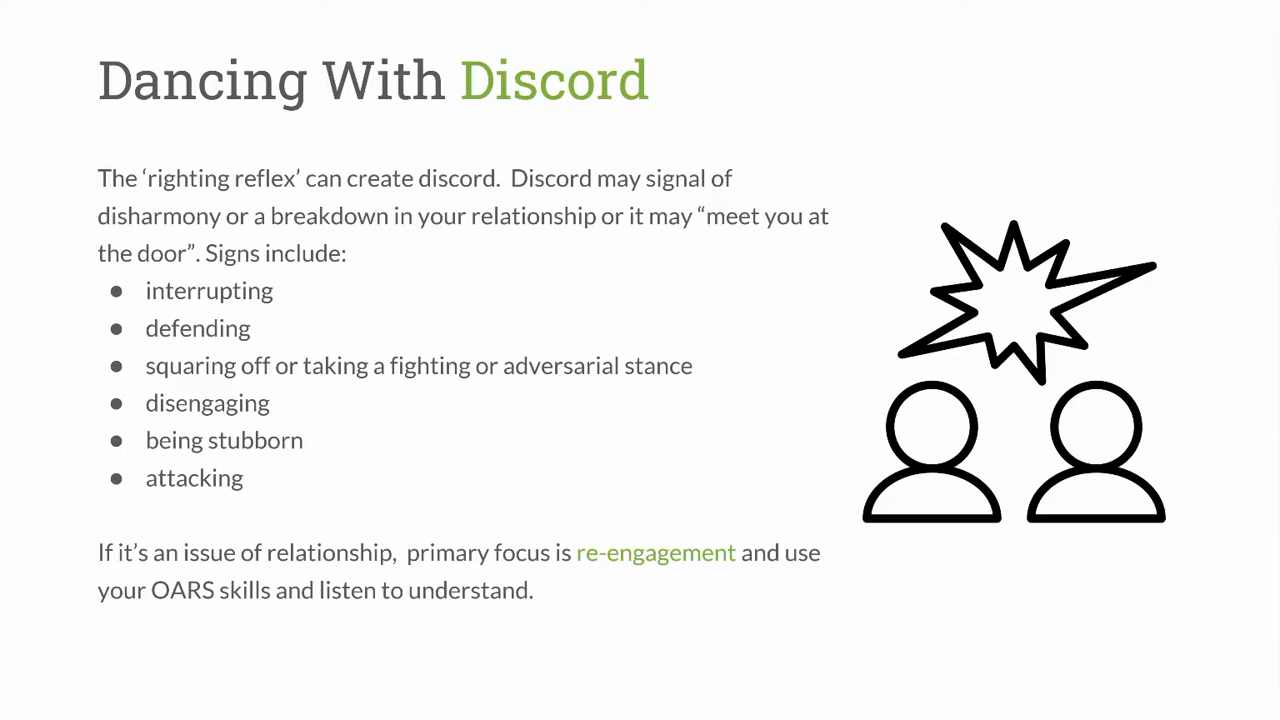 Dancing With Discord
The ‘righting reflex’ can create discord.  Discord may signal of
disharmony or a breakdown in your relationship or it may “meet you at
the door”. Signs include:
● interrupting
● defending
● squaring off or taking a fighting or adversarial stance
● disengaging
● being stubborn
● attacking
If it’s an issue of relationship,  primary focus is re-engagement and use
your OARS skills and listen to understand.